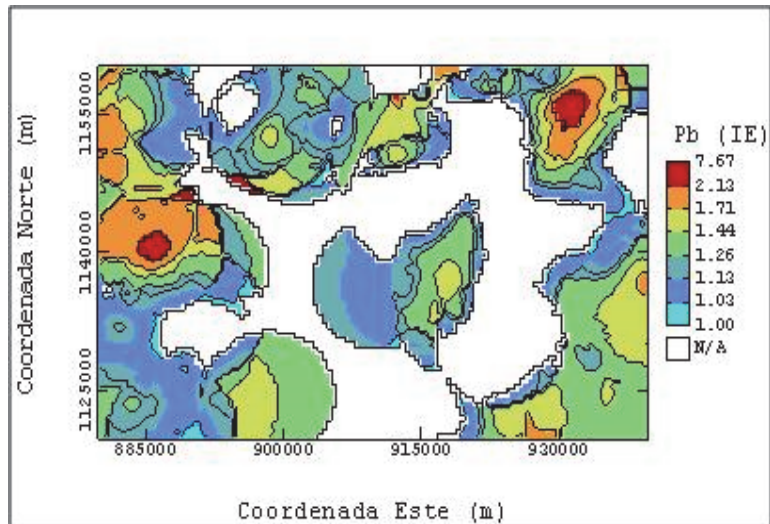 Pb (IE)
7.67
2.13
1.71
1.44
1.26
1.13
1.03
1.00
N/A
Coordenada Norte (m)
1155000
1140000
1125000
885000 900000 915000 930000
Coordenada Este (m)